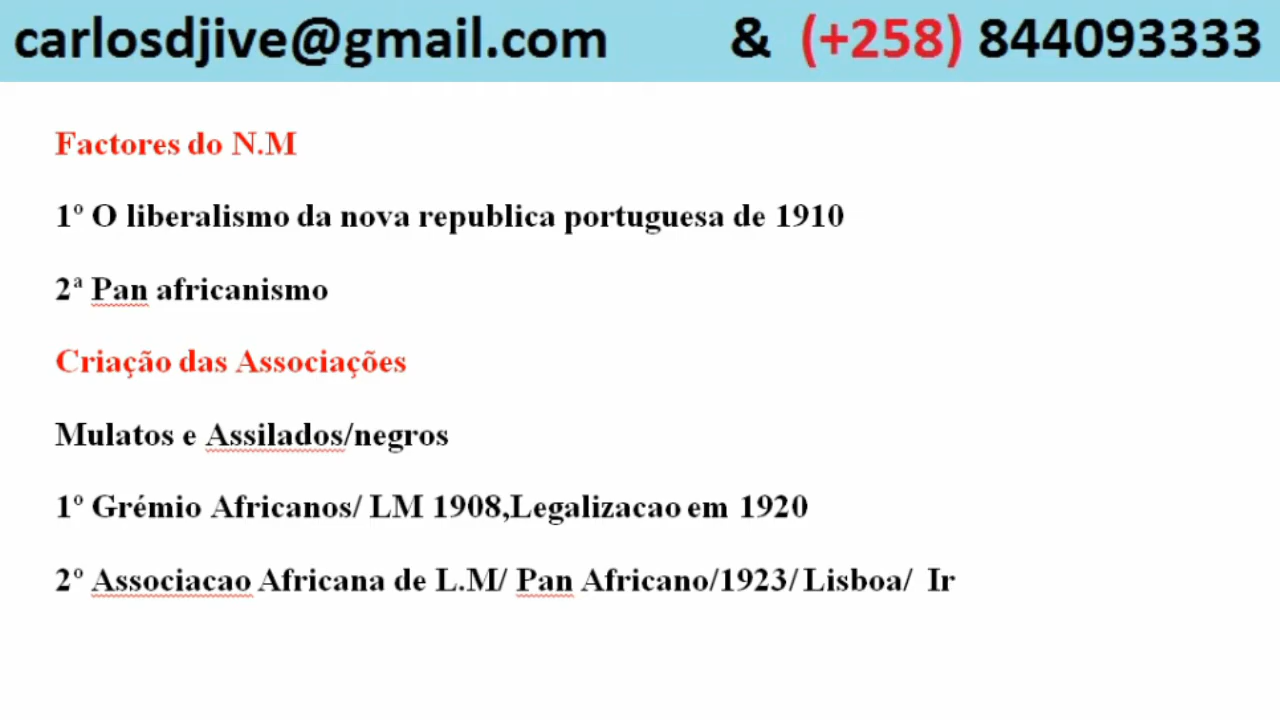 carlosdjive@gmail.com & (+258) 844093333
Factores do N.M
1º O liberalismo da nova republica portuguesa de 1910
2ª Pan africanismo
Criação das Associações
Mulatos e Assilados/negros
1º Grémio Africanos/ LM 1908,Legalizacao em 1920
2º Associacao Africana de L.M/ Pan Africano/1923/ Lisboa/ Ir